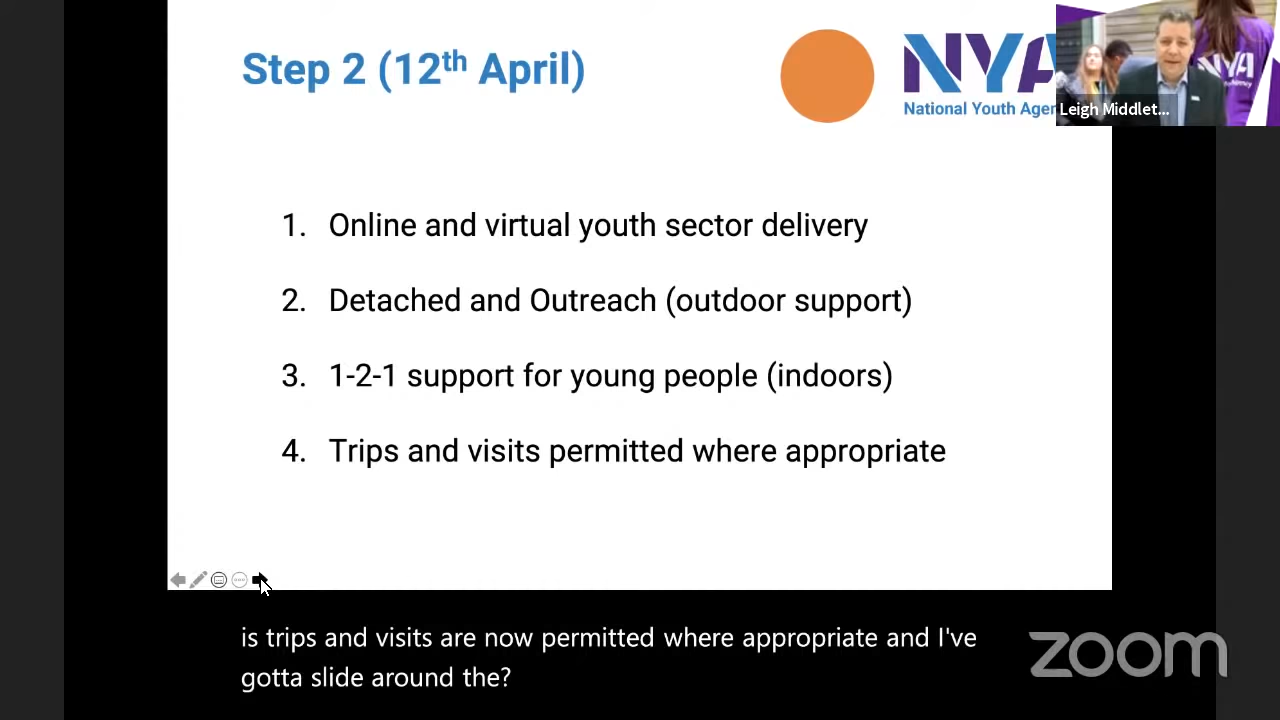 Step 2 (12th April)
NYA
National Youth Agen
NYA
Leigh Middlet...
1. Online and virtual youth sector delivery
2. Detached and Outreach (outdoor support)
3. 1-2-1 support for young people (indoors)
4. Trips and visits permitted where appropriate
is trips and visits are now permitted where appropriate and I've
gotta slide around the?
zoom